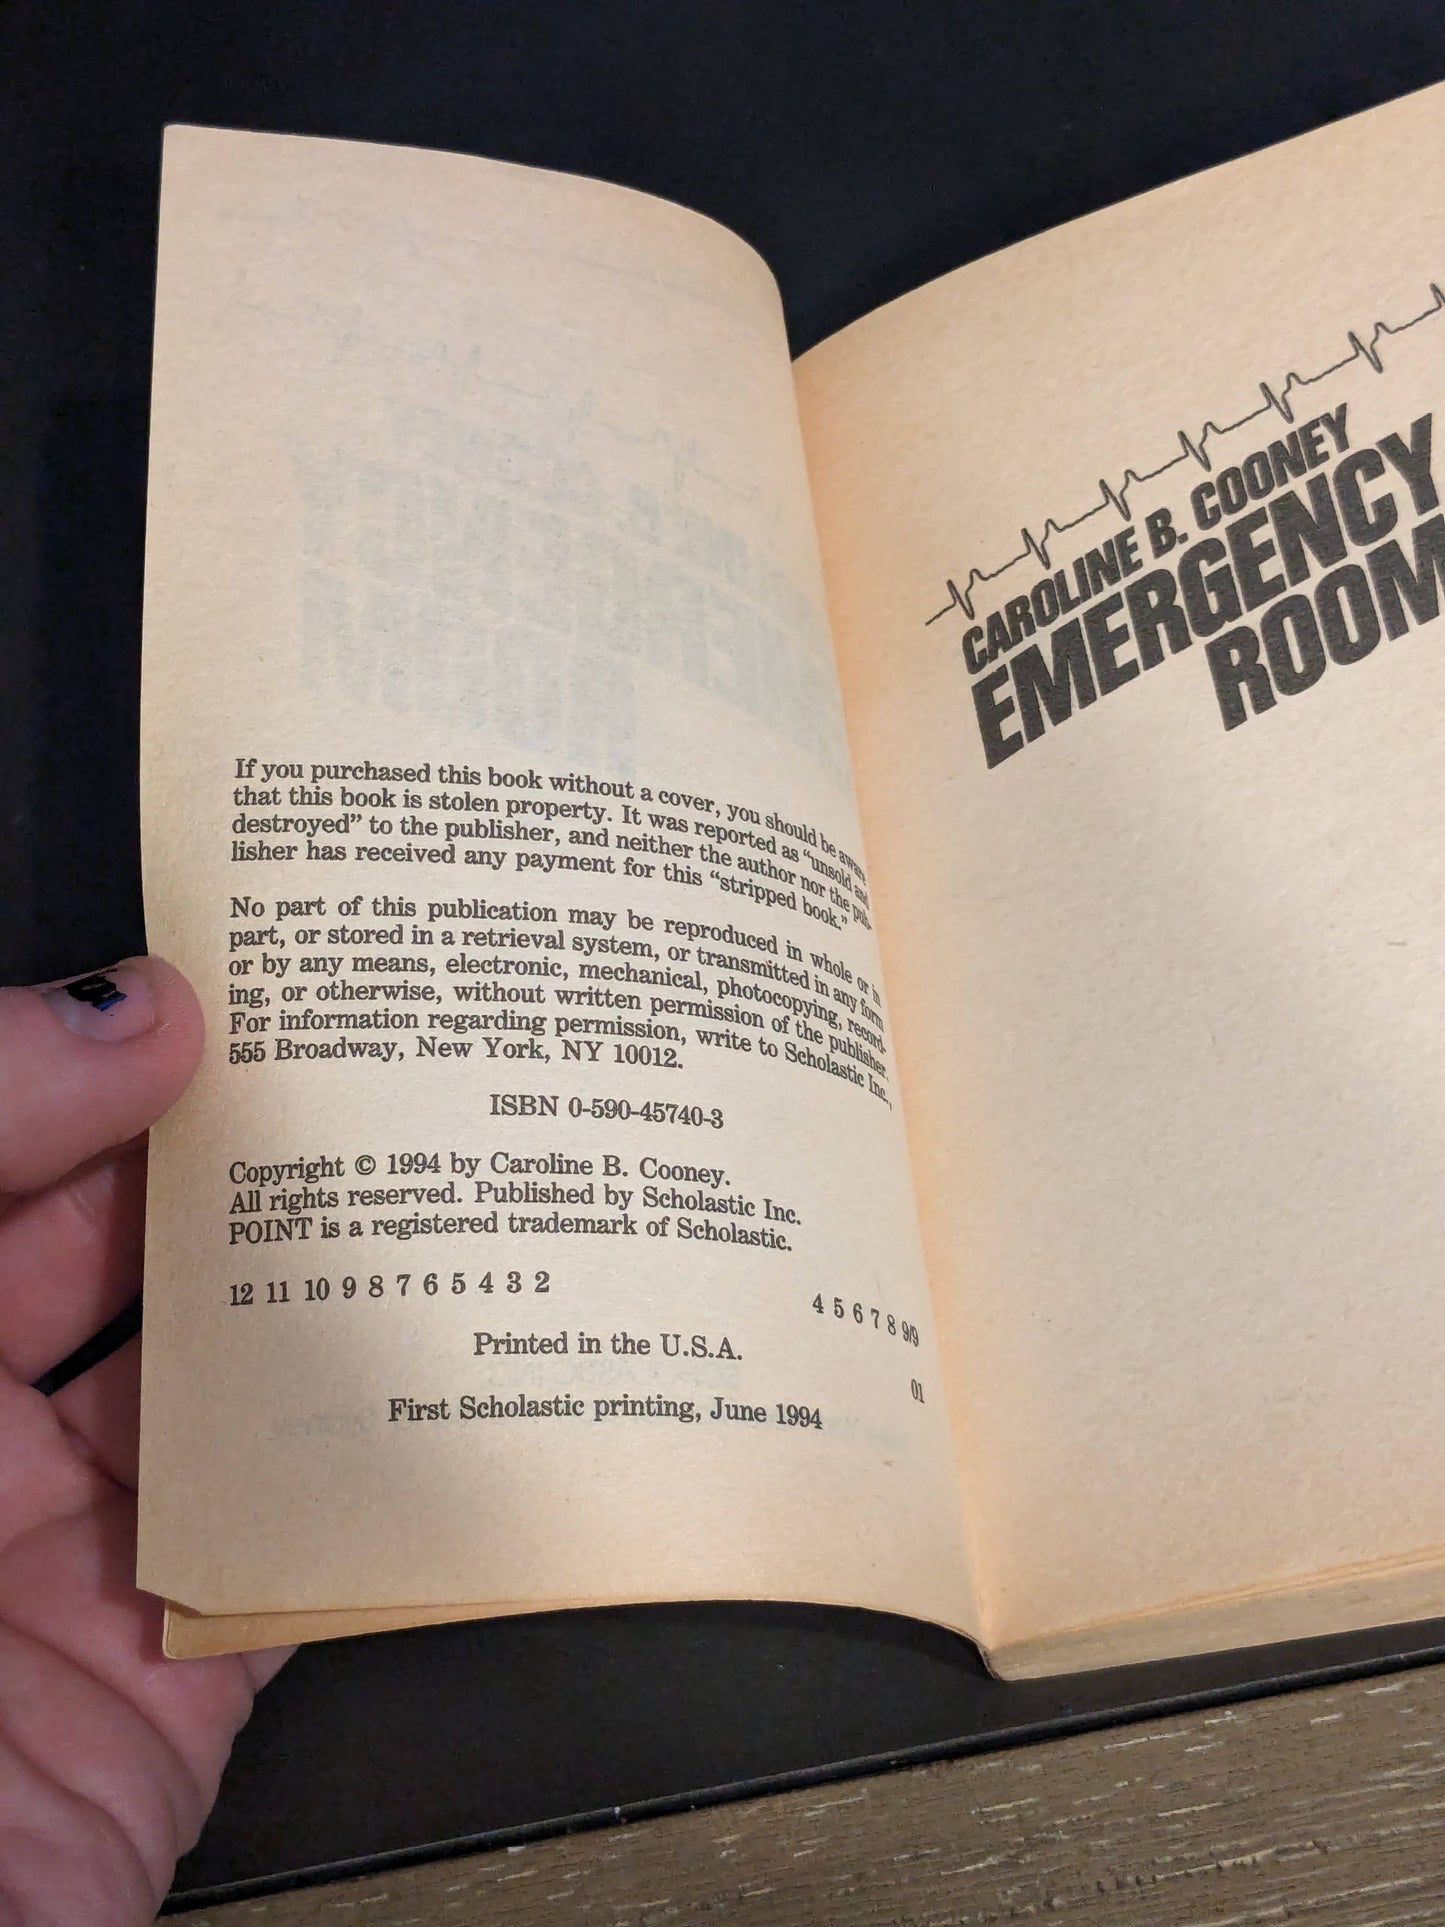 If you purchased this book without a cover, you should be aware
that this book is stolen property. It was reported as “unsold and
destroyed” to the publisher, and neither the author nor the pub-
lisher has received any payment for this “stripped book.”
No part of this publication may be reproduced in whole or in
part, or stored in a retrieval system, or transmitted in any form
or by any means, electronic, mechanical, photocopying, record-
ing, or otherwise, without written permission of the publisher.
For information regarding permission, write to Scholastic Inc.,
555 Broadway, New York, NY 10012.
ISBN 0-590-45740-3
Copyright © 1994 by Caroline B. Cooney.
All rights reserved. Published by Scholastic Inc.
POINT is a registered trademark of Scholastic.
12 11 10 9 8 7 6 5 4 3 2
4 5 6 7 8 9/9
Printed in the U.S.A.
01
First Scholastic printing, June 1994
CAROLINE B. COONEY
EMERGENCY
ROOM